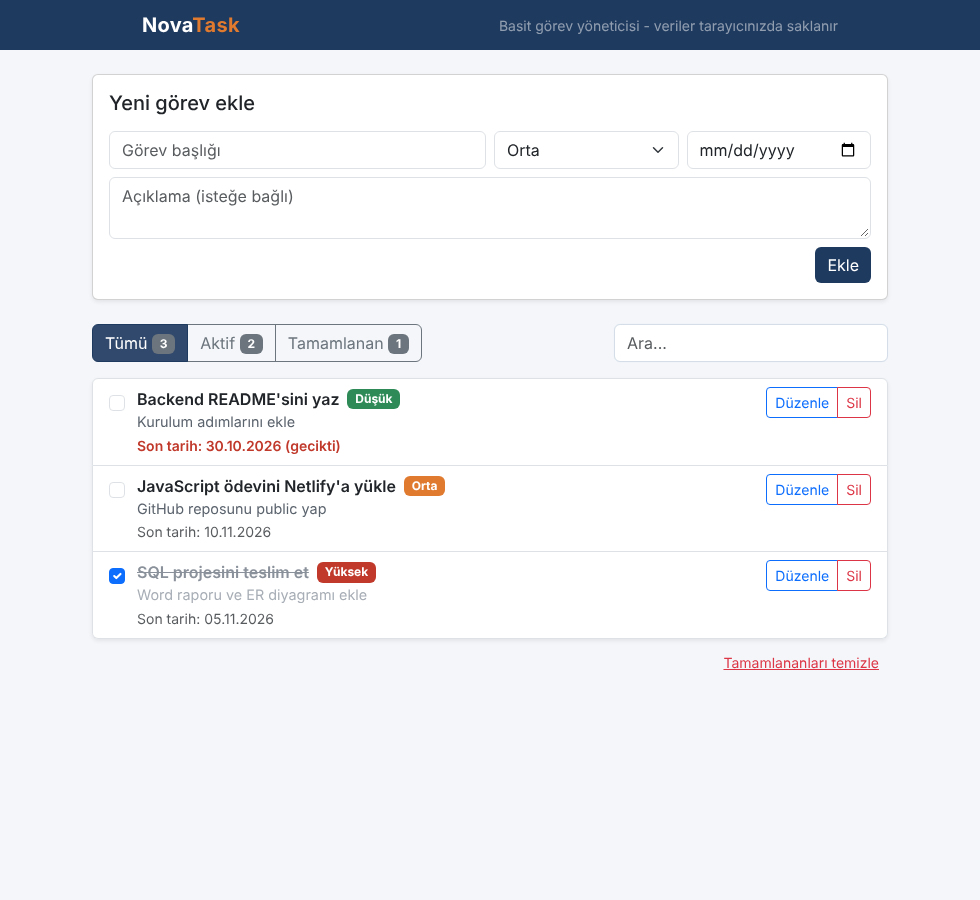 NovaTask
Basit görev yöneticisi - veriler tarayıcınızda saklanır
Yeni görev ekle
Görev başlığı
Orta
mm/dd/yyyy
Açıklama (isteğe bağlı)
Ekle
Tümü 3
Aktif 2
Tamamlanan 1
Ara...
Backend README'sini yaz Düşük
Düzenle Sil
Kurulum adımlarını ekle
Son tarih: 30.10.2026 (gecikti)
JavaScript ödevini Netlify'a yükle Orta
Düzenle Sil
GitHub reposunu public yap
Son tarih: 10.11.2026
SQL projesini teslim et Yüksek
Düzenle Sil
Word raporu ve ER diyagramı ekle
Son tarih: 05.11.2026
Tamamlananları temizle